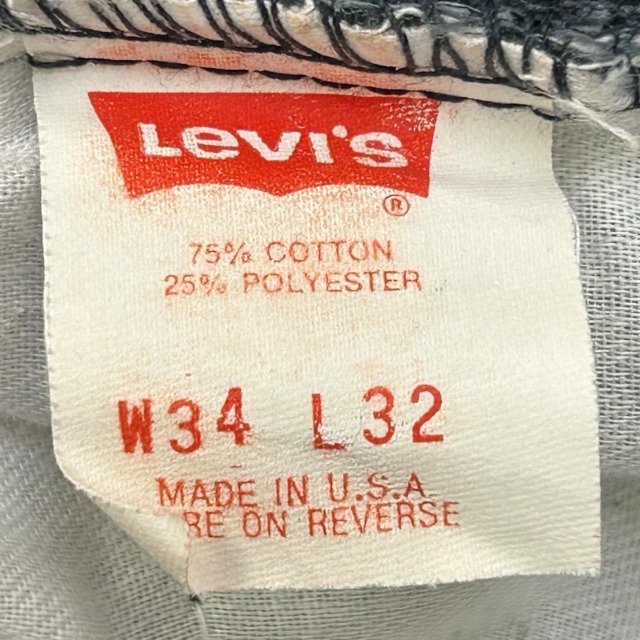 Levi's
®
75% COTTON
25% POLYESTER
W34 L32
MADE IN U.S.A
RE ON REVERSE